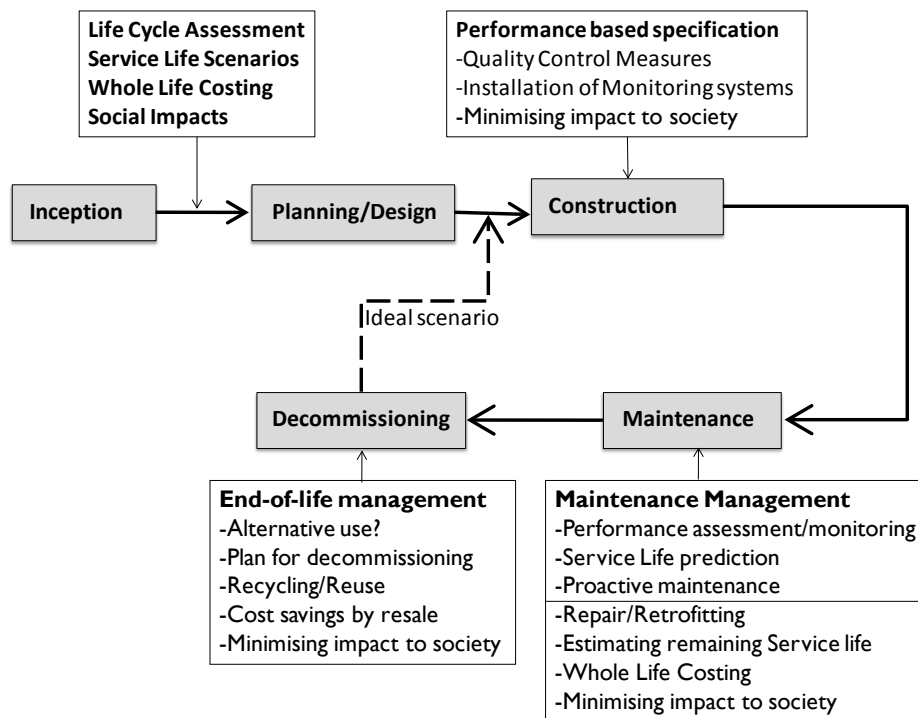 Life Cycle Assessment
Service Life Scenarios
Whole Life Costing
Social Impacts
Performance based specification
-Quality Control Measures
-Installation of Monitoring systems
-Minimising impact to society
Inception
Planning/Design
Construction
Ideal scenario
Decommissioning
Maintenance
End-of-life management
-Alternative use?
-Plan for decommissioning
-Recycling/Reuse
-Cost savings by resale
-Minimising impact to society
Maintenance Management
-Performance assessment/monitoring
-Service Life prediction
-Proactive maintenance
-Repair/Retrofitting
-Estimating remaining Service life
-Whole Life Costing
-Minimising impact to society